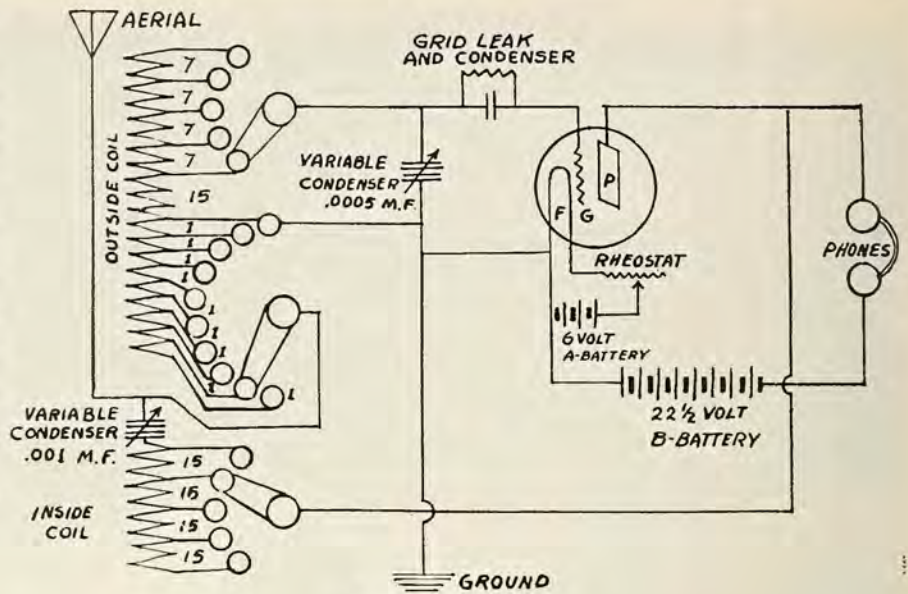 AERIAL
7
7
7
7
15
OUTSIDE COIL
1
1
1
1
1
1
1
1
1
GRID LEAK
AND CONDENSER
VARIABLE
CONDENSER
.0005 M.F.
F
G
P
RHEOSTAT
6 VOLT
A-BATTERY
PHONES
22 ½ VOLT
B-BATTERY
VARIABLE
CONDENSER
.001 M.F.
15
15
15
15
INSIDE
COIL
GROUND